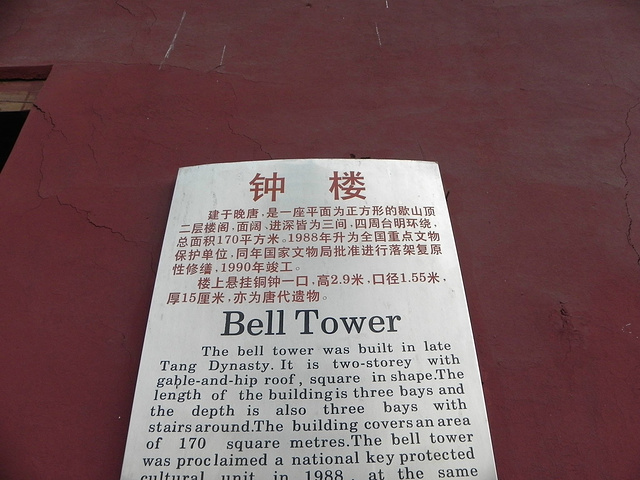 钟 楼
建于晚唐,是一座平面为正方形的歇山顶
二层楼阁,面阔、进深皆为三间,四周台明环绕,
总面积170平方米。1988年升为全国重点文物
保护单位,同年国家文物局批准进行落架复原
性修缮,1990年竣工。
楼上悬挂铜钟一口,高2.9米,口径1.55米,
厚15厘米,亦为唐代遗物。
Bell Tower
The bell tower was built in late
Tang Dynasty. It is two-storey with
gable-and-hip roof, square in shape.The
length of the building is three bays and
the depth is also three bays with
stairs around.The building covers an area
of 170 square metres.The bell tower
was proclaimed a national key protected
cultural unit in 1988, at the same